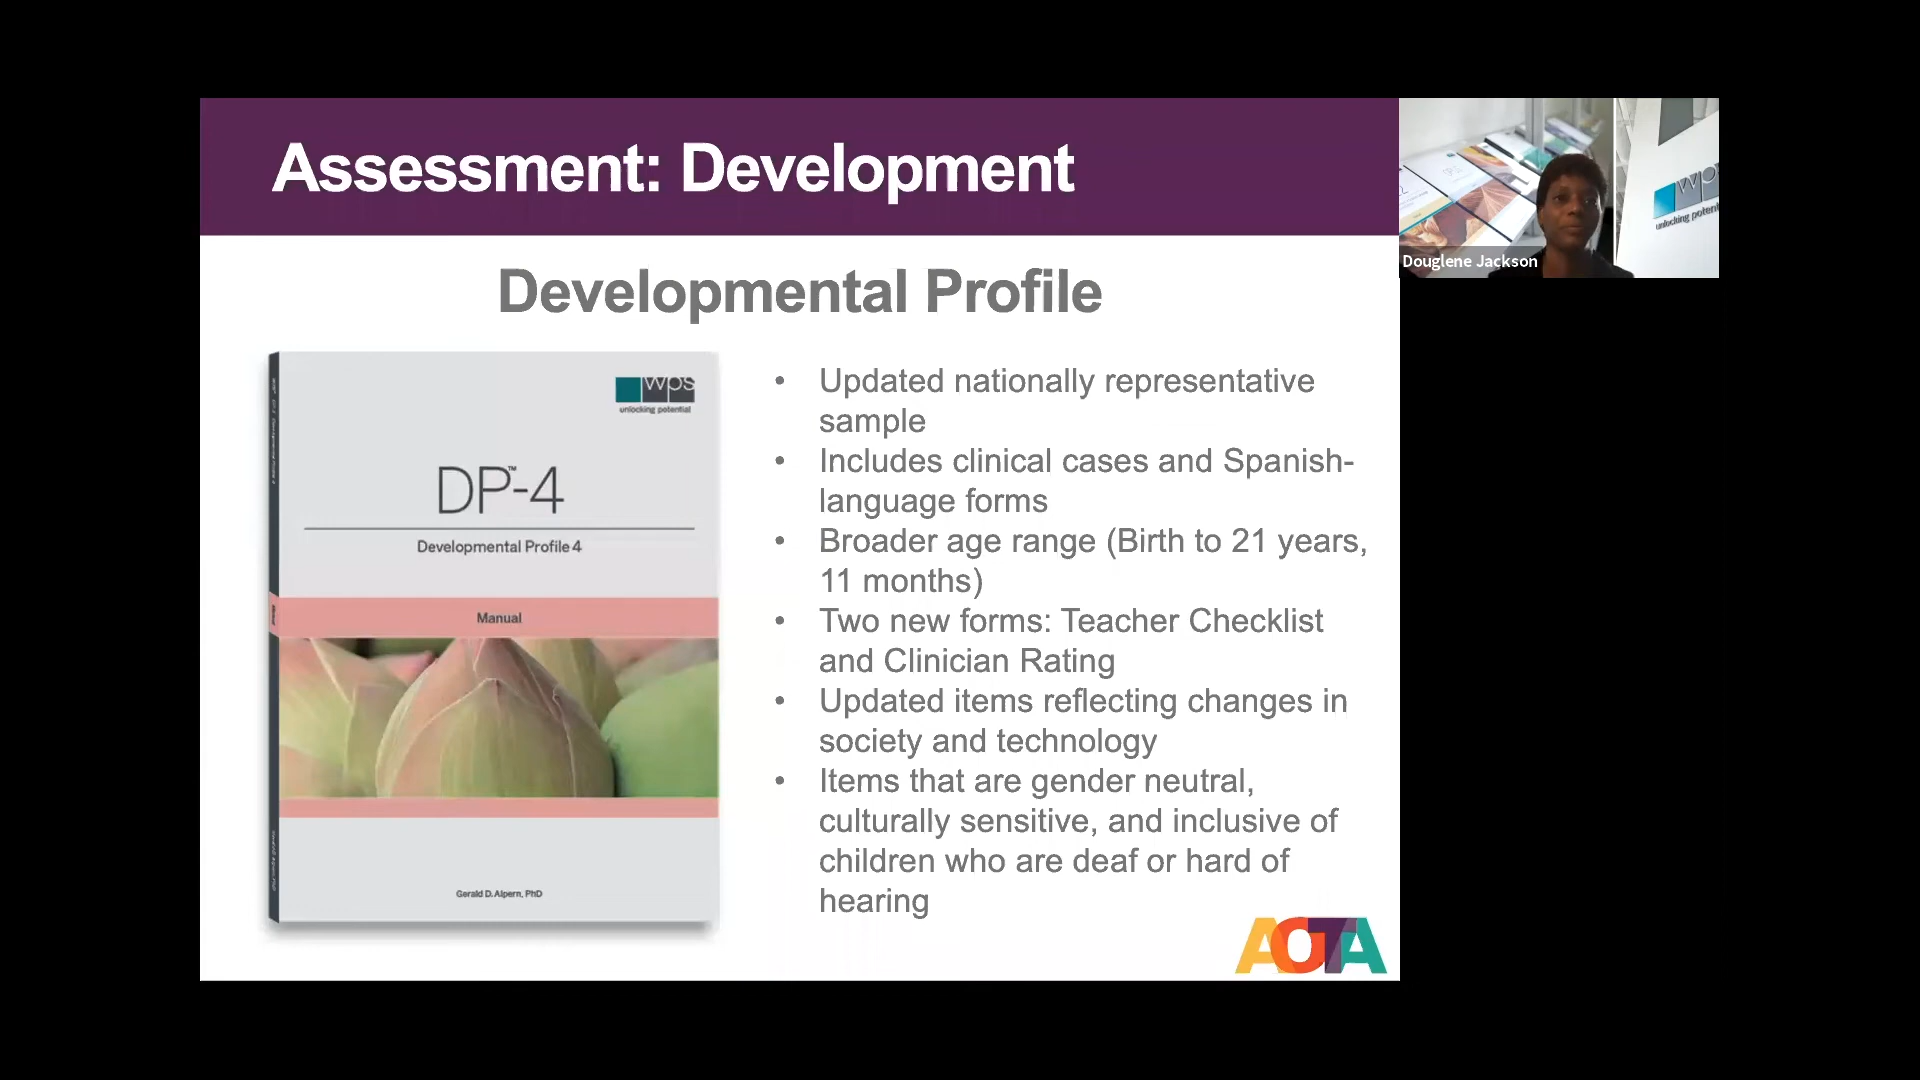 Assessment: Development
Developmental Profile
wps
unlocking potential
DP™-4
Developmental Profile 4
Manual
Gerald D. Alpern, PhD
• Updated nationally representative
sample
• Includes clinical cases and Spanish-
language forms
• Broader age range (Birth to 21 years,
11 months)
• Two new forms: Teacher Checklist
and Clinician Rating
• Updated items reflecting changes in
society and technology
• Items that are gender neutral,
culturally sensitive, and inclusive of
children who are deaf or hard of
hearing
AOTA
wps
unlocking
Douglene Jackson